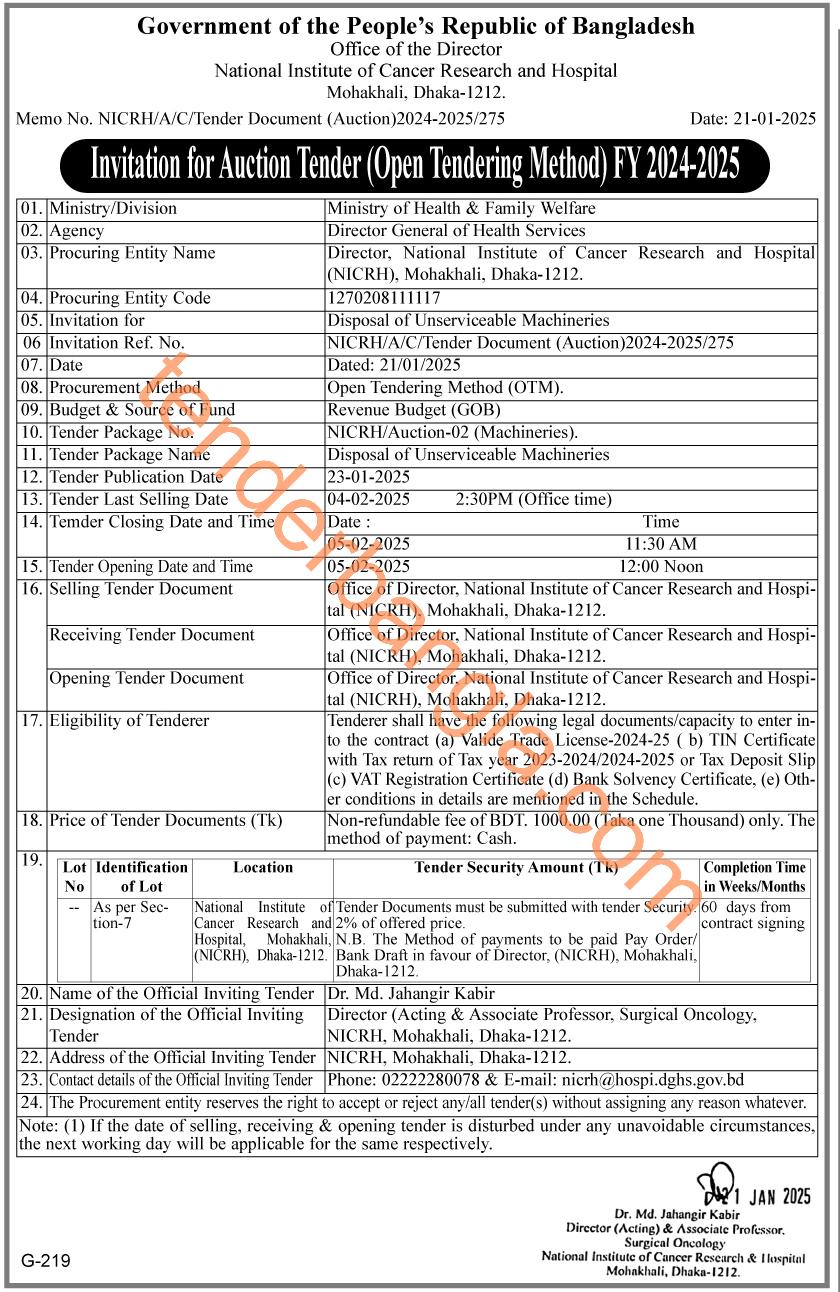 Government of the People’s Republic of Bangladesh
Office of the Director
National Institute of Cancer Research and Hospital
Mohakhali, Dhaka-1212.
Memo No. NICRH/A/C/Tender Document (Auction)2024-2025/275 Date: 21-01-2025
Invitation for Auction Tender (Open Tendering Method) FY 2024-2025
01. Ministry/Division Ministry of Health & Family Welfare
02. Agency Director General of Health Services
03. Procuring Entity Name Director, National Institute of Cancer Research and Hospital
(NICRH), Mohakhali, Dhaka-1212.
04. Procuring Entity Code 1270208111117
05. Invitation for Disposal of Unserviceable Machineries
06 Invitation Ref. No. NICRH/A/C/Tender Document (Auction)2024-2025/275
07. Date Dated: 21/01/2025
08. Procurement Method Open Tendering Method (OTM).
09. Budget & Source of Fund Revenue Budget (GOB)
10. Tender Package No. NICRH/Auction-02 (Machineries).
11. Tender Package Name Disposal of Unserviceable Machineries
12. Tender Publication Date 23-01-2025
13. Tender Last Selling Date 04-02-2025 2:30PM (Office time)
14. Temder Closing Date and Time Date : Time
05-02-2025 11:30 AM
15. Tender Opening Date and Time 05-02-2025 12:00 Noon
16. Selling Tender Document Office of Director, National Institute of Cancer Research and Hospi-
tal (NICRH), Mohakhali, Dhaka-1212.
Receiving Tender Document Office of Director, National Institute of Cancer Research and Hospi-
tal (NICRH), Mohakhali, Dhaka-1212.
Opening Tender Document Office of Director, National Institute of Cancer Research and Hospi-
tal (NICRH), Mohakhali, Dhaka-1212.
17. Eligibility of Tenderer Tenderer shall have the following legal documents/capacity to enter in-
to the contract (a) Valide Trade License-2024-25 ( b) TIN Certificate
with Tax return of Tax year 2023-2024/2024-2025 or Tax Deposit Slip
(c) VAT Registration Certificate (d) Bank Solvency Certificate, (e) Oth-
er conditions in details are mentioned in the Schedule.
18. Price of Tender Documents (Tk) Non-refundable fee of BDT. 1000.00 (Taka one Thousand) only. The
method of payment: Cash.
19.
Lot Identification Location Tender Security Amount (Tk) Completion Time
No of Lot in Weeks/Months
-- As per Sec- National Institute of Tender Documents must be submitted with tender Security. 60 days from
tion-7 Cancer Research and 2% of offered price. contract signing
Hospital, Mohakhali, N.B. The Method of payments to be paid Pay Order/
(NICRH), Dhaka-1212. Bank Draft in favour of Director, (NICRH), Mohakhali,
Dhaka-1212.
20. Name of the Official Inviting Tender Dr. Md. Jahangir Kabir
21. Designation of the Official Inviting Director (Acting & Associate Professor, Surgical Oncology,
Tender NICRH, Mohakhali, Dhaka-1212.
22. Address of the Official Inviting Tender NICRH, Mohakhali, Dhaka-1212.
23. Contact details of the Official Inviting Tender Phone: 02222280078 & E-mail: nicrh@hospi.dghs.gov.bd
24. The Procurement entity reserves the right to accept or reject any/all tender(s) without assigning any reason whatever.
Note: (1) If the date of selling, receiving & opening tender is disturbed under any unavoidable circumstances,
the next working day will be applicable for the same respectively.
21 JAN 2025
Dr. Md. Jahangir Kabir
Director (Acting) & Associate Professor.
Surgical Oncology
National Institute of Cancer Research & Hospital
Mohakhali, Dhaka-1212.
G-219
tenderbangla.com